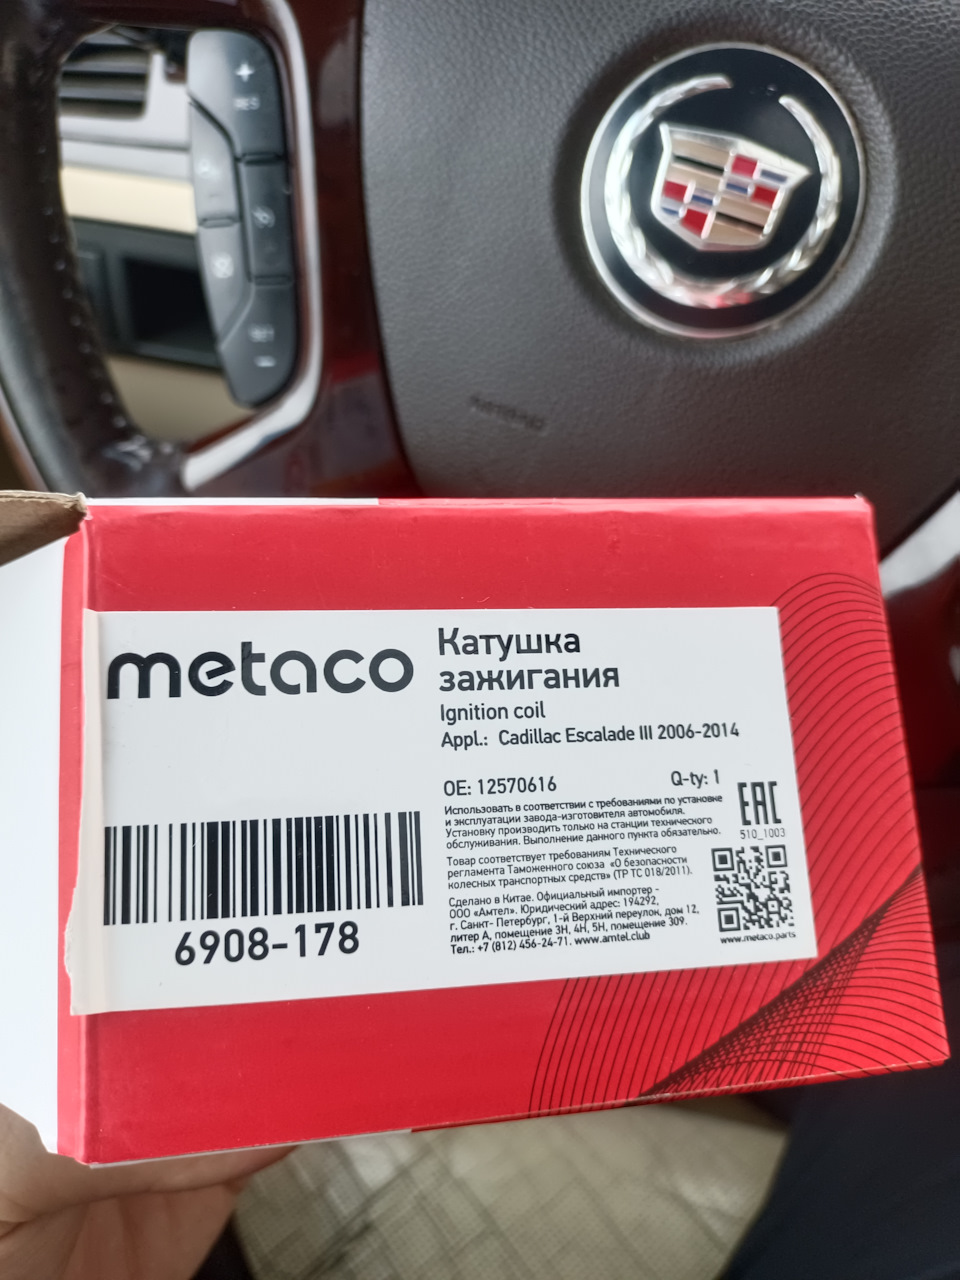 +
RES
SET
—
AIRBAG
metaco
Катушка
зажигания
Ignition coil
Appl.: Cadillac Escalade III 2006-2014
OE: 12570616
Q-ty: 1
Использовать в соответствии с требованиями по установке
и эксплуатации завода-изготовителя автомобиля.
Установку производить только на станции технического
обслуживания. Выполнение данного пункта обязательно.
EAC
510_1003
Товар соответствует требованиям Технического
регламента Таможенного союза «О безопасности
колесных транспортных средств» (ТР ТС 018/2011).
Сделано в Китае. Официальный импортер -
ООО «Амтел». Юридический адрес: 194292,
г. Санкт- Петербург, 1-й Верхний переулок, дом 12,
литер А, помещение 3Н, 4Н, 5Н, помещение 309.
Тел.: +7 (812) 456-24-71. www.amtel.club
www.metaco.parts
6908-178